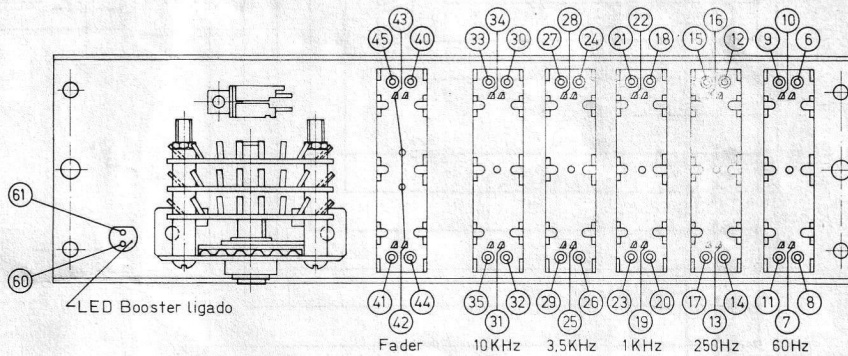 43 34 28 22 16 10
45 40 33 30 27 24 21 18 15 12 9 6
61
60
LED Booster ligado
41 44 35 32 29 26 23 20 17 14 11 8
42 31 25 19 13 7
Fader 10KHz 3,5KHz 1KHz 250Hz 60Hz